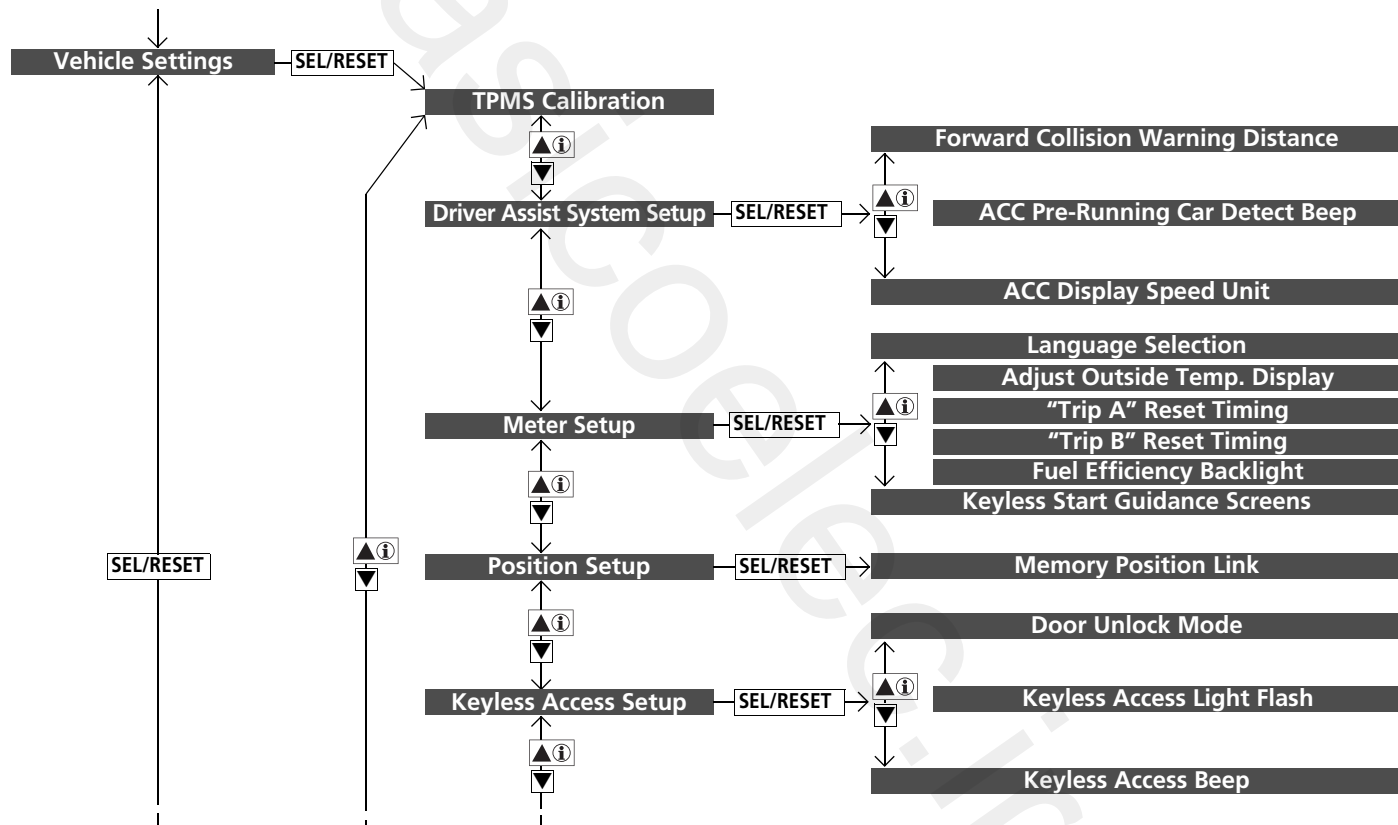 Vehicle Settings
SEL/RESET
TPMS Calibration
Forward Collision Warning Distance
Driver Assist System Setup
SEL/RESET
ACC Pre-Running Car Detect Beep
ACC Display Speed Unit
Language Selection
Adjust Outside Temp. Display
“Trip A” Reset Timing
Meter Setup
SEL/RESET
“Trip B” Reset Timing
Fuel Efficiency Backlight
Keyless Start Guidance Screens
SEL/RESET
Position Setup
SEL/RESET
Memory Position Link
Door Unlock Mode
Keyless Access Setup
SEL/RESET
Keyless Access Light Flash
Keyless Access Beep